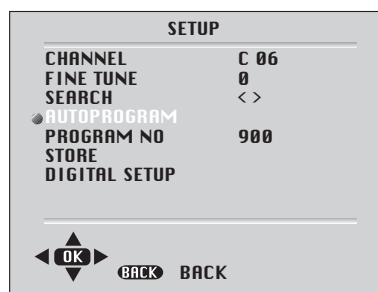 SETUP
CHANNEL C 06
FINE TUNE 0
SEARCH < >
AUTOPROGRAM
PROGRAM NO 900
STORE
DIGITAL SETUP
OK
BACK BACK